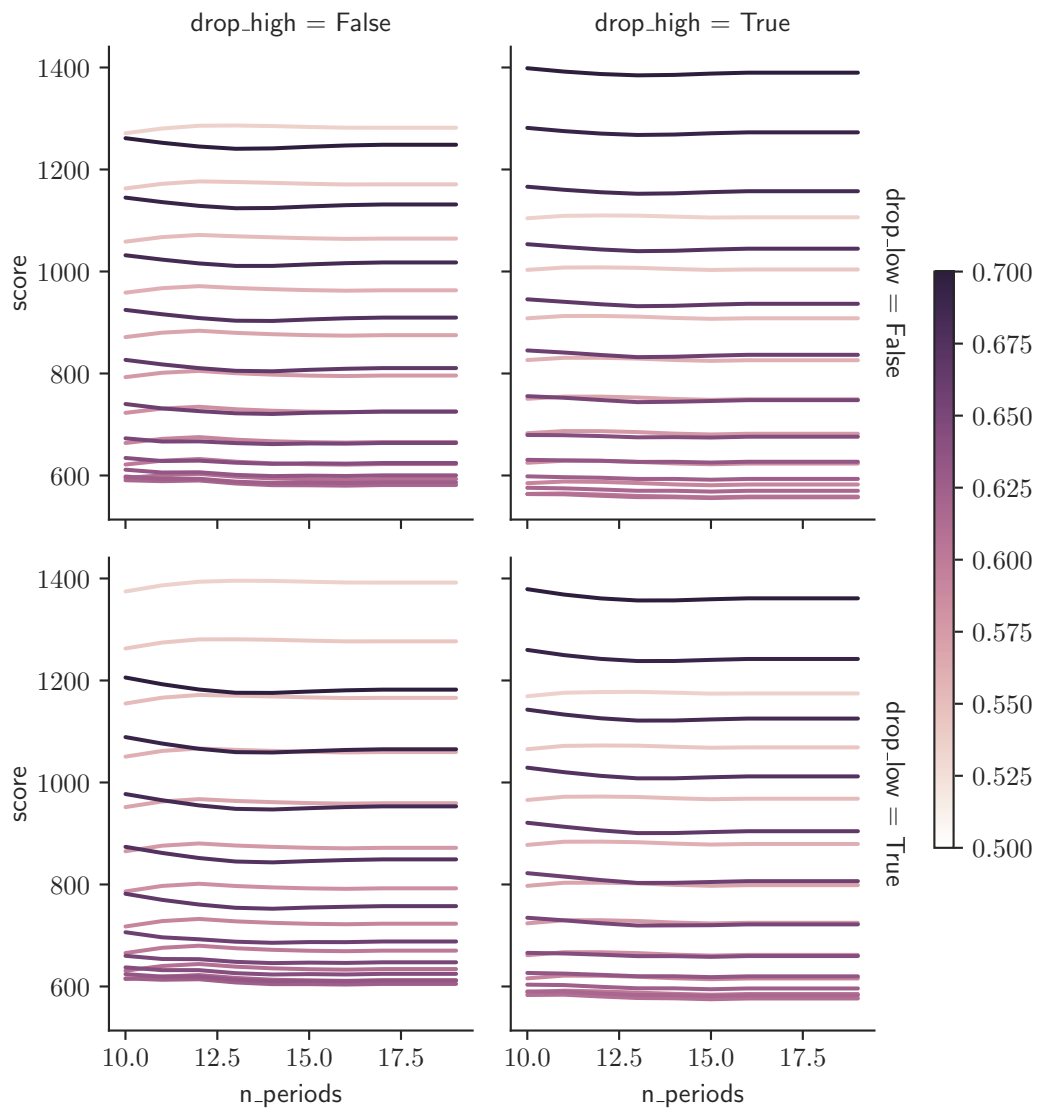 drop_high = False
drop_high = True
1400
1200
1000
800
600
score
drop_low = False
0.700
0.675
0.650
0.625
0.600
0.575
0.550
0.525
0.500
1400
1200
1000
800
600
score
drop_low = True
10.0 12.5 15.0 17.5
10.0 12.5 15.0 17.5
n_periods
n_periods